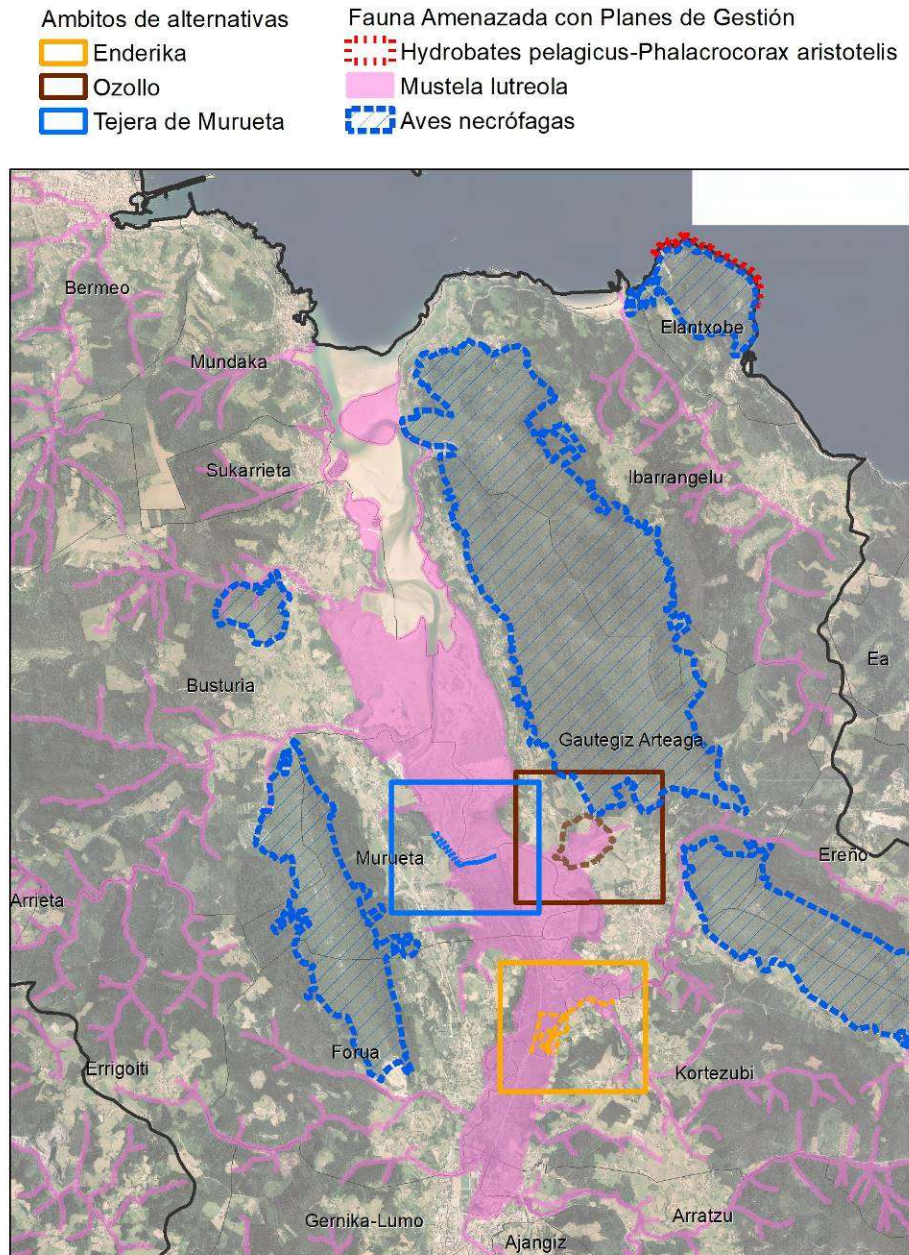 Ambitos de alternativas
Enderika
Ozollo
Tejera de Murueta
Fauna Amenazada con Planes de Gestión
Hydrobates pelagicus-Phalacrocorax aristotelis
Mustela lutreola
Aves necrófagas
Bermeo
Elantxobe
Mundaka
Sukarrieta
Ibarrangelu
Ea
Busturia
Gautegiz Arteaga
Murueta
Ereño
Arrieta
Forua
Errigoiti
Kortezubi
Gernika-Lumo
Arratzu
Ajangiz